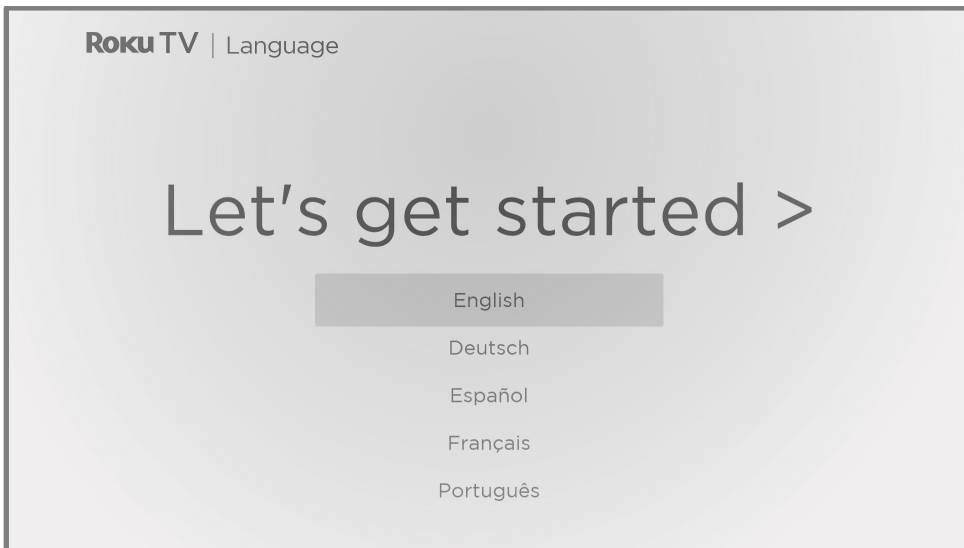 Roku TV | Language
Let's get started >
English
Deutsch
Español
Français
Português